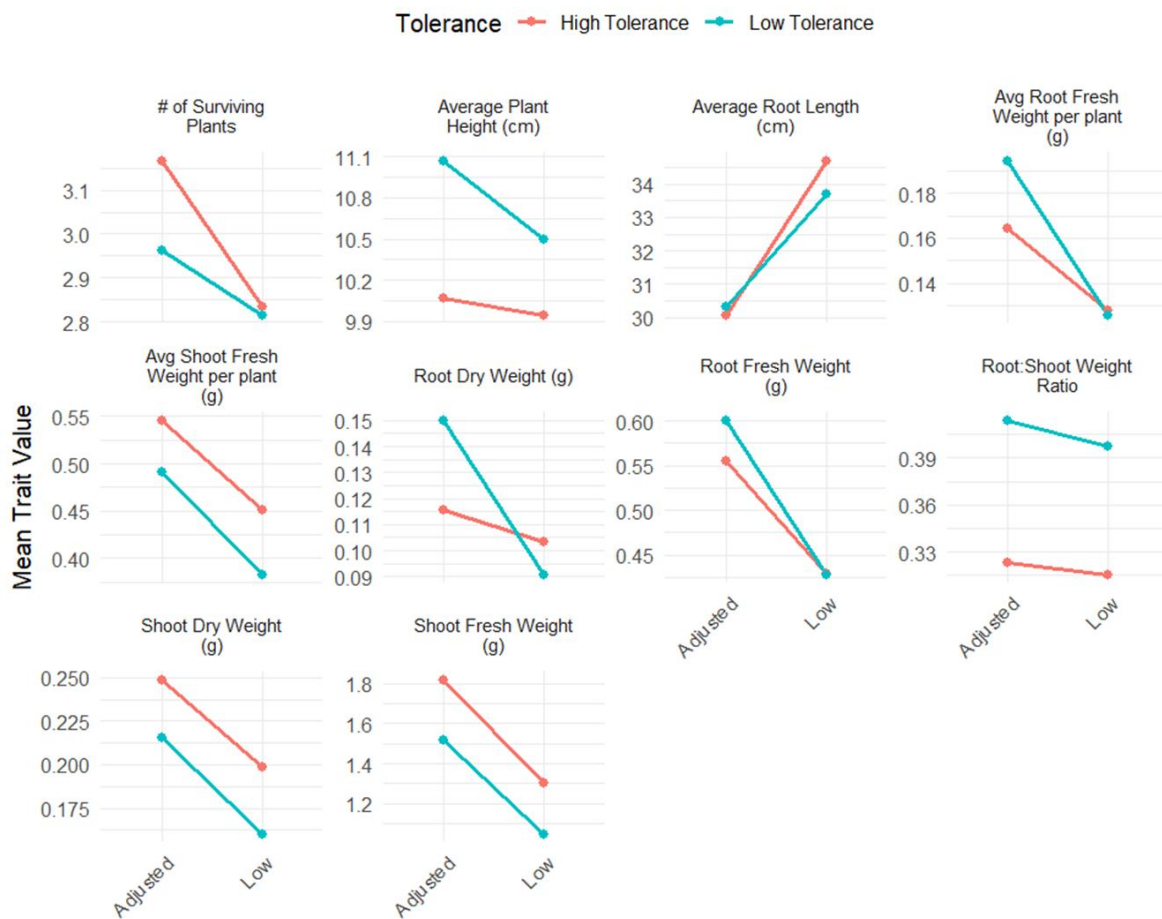 Tolerance High Tolerance Low Tolerance
# of Surviving
Plants
3.1
3.0
2.9
2.8
Average Plant
Height (cm)
11.1
10.8
10.5
10.2
9.9
Average Root Length
(cm)
34
33
32
31
30
Avg Root Fresh
Weight per plant
(g)
0.18
0.16
0.14
Mean Trait Value
Avg Shoot Fresh
Weight per plant
(g)
0.55
0.50
0.45
0.40
Root Dry Weight (g)
0.15
0.14
0.13
0.12
0.11
0.10
0.09
Root Fresh Weight
(g)
0.60
0.55
0.50
0.45
Adjusted
Low
Root:Shoot Weight
Ratio
0.39
0.36
0.33
Adjusted
Low
Shoot Dry Weight
(g)
0.250
0.225
0.200
0.175
Adjusted
Low
Shoot Fresh Weight
(g)
1.8
1.6
1.4
1.2
Adjusted
Low